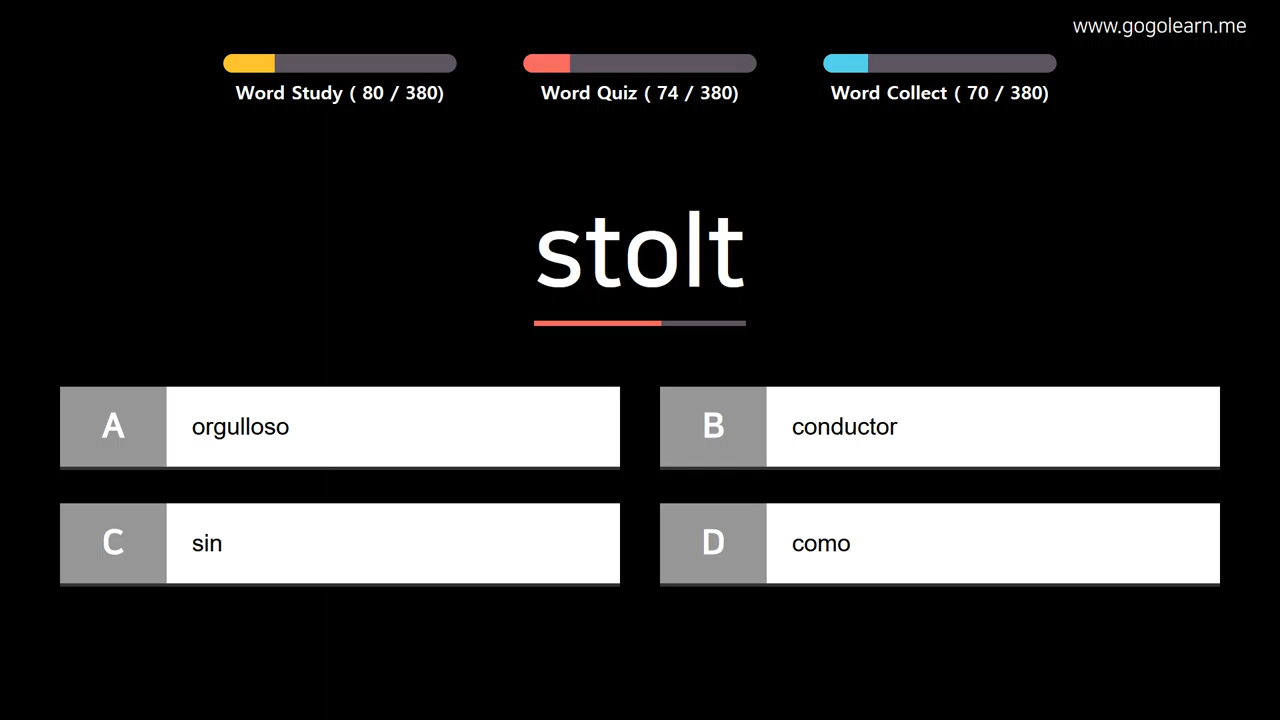 www.gogolearn.me
Word Study ( 80 / 380)
Word Quiz ( 74 / 380)
Word Collect ( 70 / 380)
stolt
A orgulloso
B conductor
C sin
D como